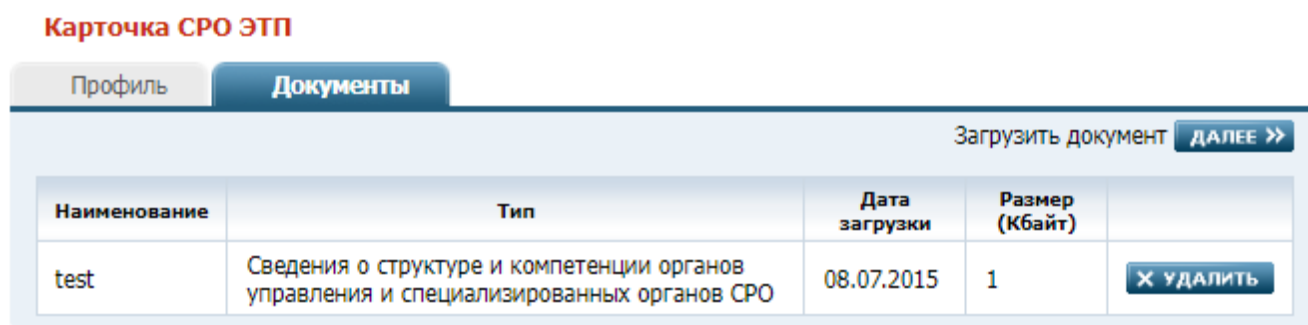 Карточка СРО ЭТП
Профиль Документы
Загрузить документ ДАЛЕЕ
Наименование Тип Дата загрузки Размер (Кбайт)
test Сведения о структуре и компетенции органов управления и специализированных органов СРО 08.07.2015 1 УДАЛИТЬ